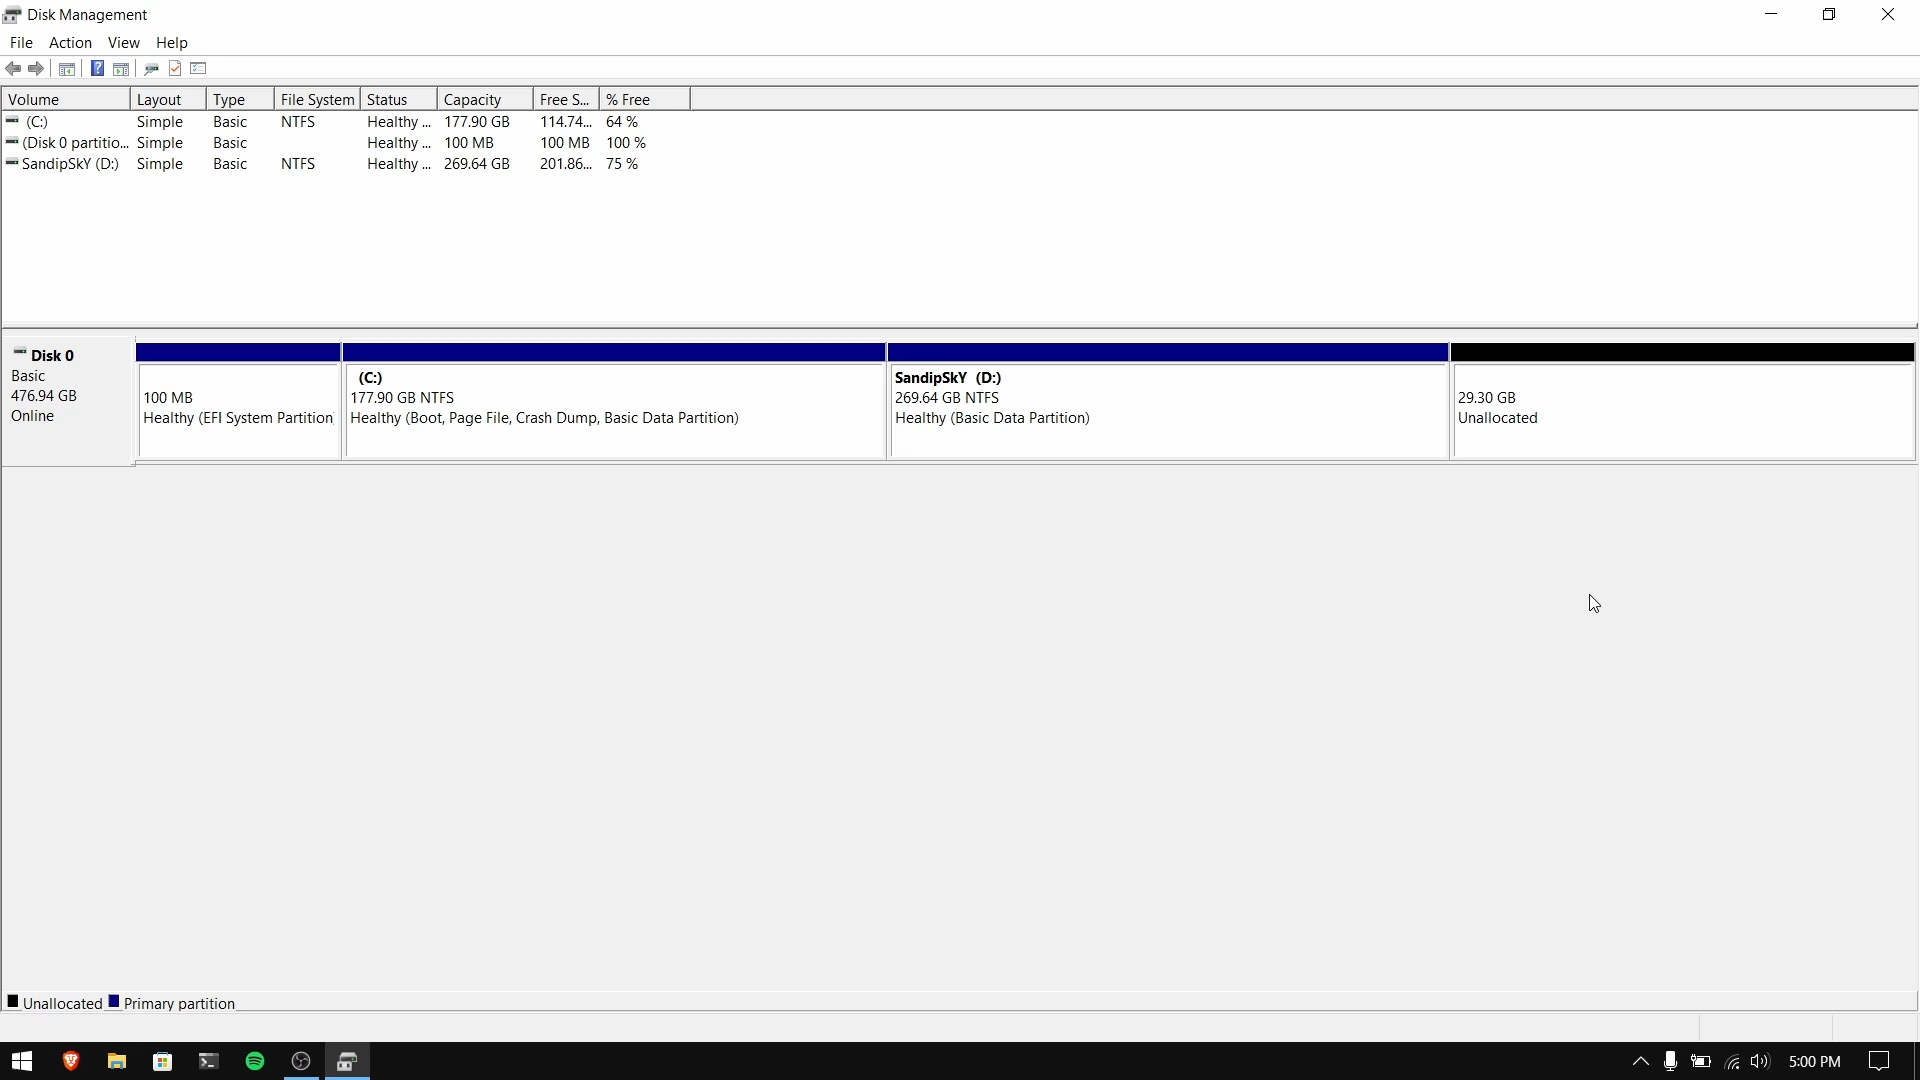 Disk Management
File Action View Help
Volume Layout Type File System Status Capacity Free S... % Free
(C:) Simple Basic NTFS Healthy ... 177.90 GB 114.74... 64 %
(Disk 0 partitio... Simple Basic Healthy ... 100 MB 100 MB 100 %
SandipSkY (D:) Simple Basic NTFS Healthy ... 269.64 GB 201.86... 75 %
Disk 0
Basic
476.94 GB
Online
100 MB
Healthy (EFI System Partition
(C:)
177.90 GB NTFS
Healthy (Boot, Page File, Crash Dump, Basic Data Partition)
SandipSkY (D:)
269.64 GB NTFS
Healthy (Basic Data Partition)
29.30 GB
Unallocated
Unallocated Primary partition
5:00 PM